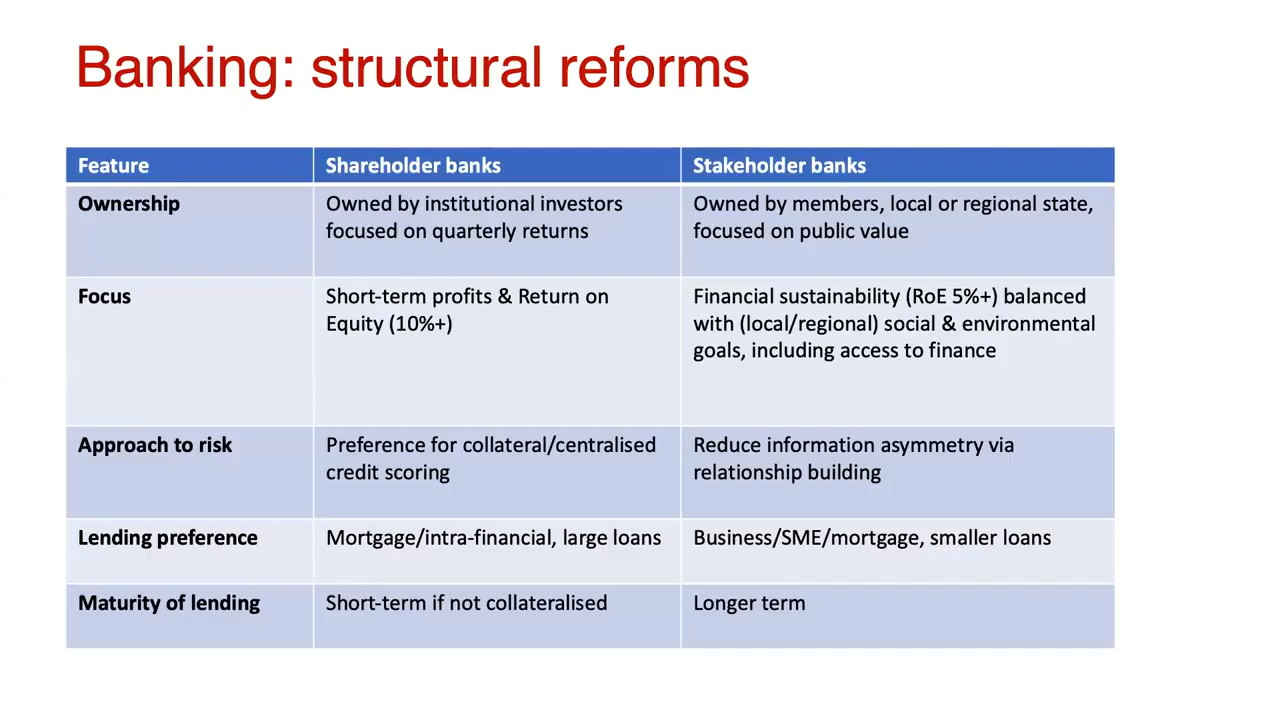 Banking: structural reforms
Feature
Shareholder banks
Stakeholder banks
Ownership
Owned by institutional investors
focused on quarterly returns
Owned by members, local or regional state,
focused on public value
Focus
Short-term profits & Return on
Equity (10%+)
Financial sustainability (RoE 5%+) balanced
with (local/regional) social & environmental
goals, including access to finance
Approach to risk
Preference for collateral/centralised
credit scoring
Reduce information asymmetry via
relationship building
Lending preference
Mortgage/intra-financial, large loans
Business/SME/mortgage, smaller loans
Maturity of lending
Short-term if not collateralised
Longer term